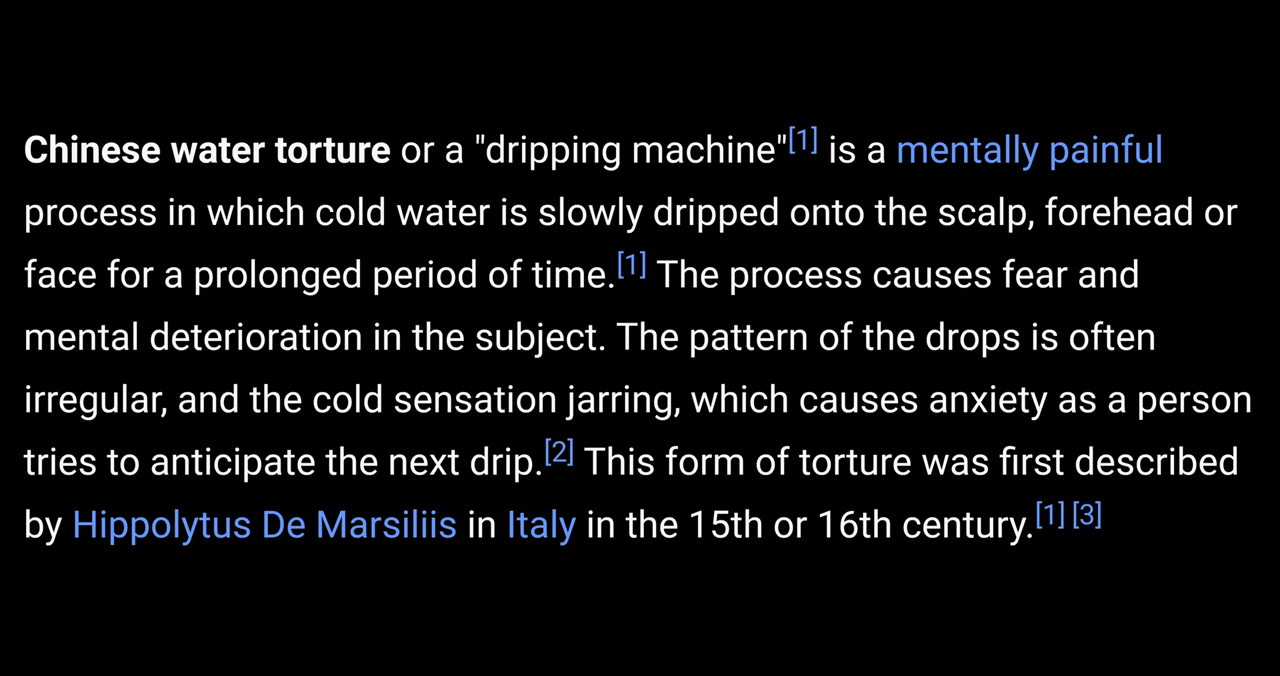 Chinese water torture or a "dripping machine"[1] is a mentally painful
process in which cold water is slowly dripped onto the scalp, forehead or
face for a prolonged period of time.[1] The process causes fear and
mental deterioration in the subject. The pattern of the drops is often
irregular, and the cold sensation jarring, which causes anxiety as a person
tries to anticipate the next drip.[2] This form of torture was first described
by Hippolytus De Marsiliis in Italy in the 15th or 16th century.[1] [3]